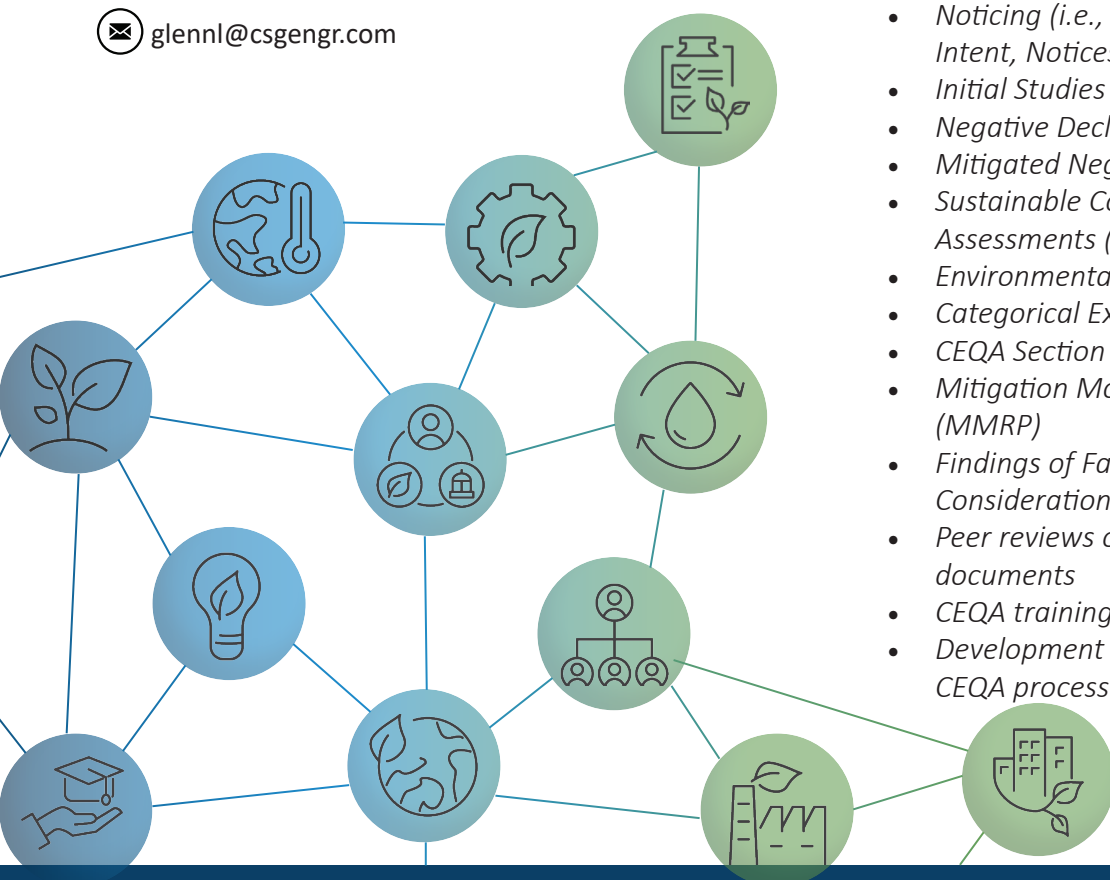 glennl@csgengr.com
• Noticing (i.e.,
Intent, Notices
• Initial Studies
• Negative Decl
• Mitigated Neg
• Sustainable Co
Assessments (
• Environmenta
• Categorical Ex
• CEQA Section
• Mitigation Mo
(MMRP)
• Findings of Fa
Consideration
• Peer reviews o
documents
• CEQA training
• Development
CEQA process